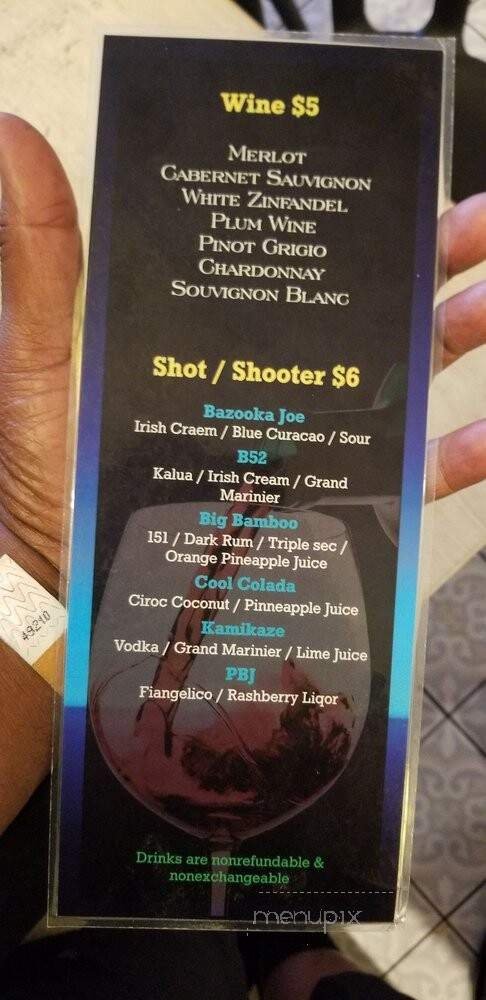 Wine $5
MERLOT
CABERNET SAUVIGNON
WHITE ZINFANDEL
PLUM WINE
PINOT GRIGIO
CHARDONNAY
SOUVIGNON BLANC
Shot / Shooter $6
Bazooka Joe
Irish Craem / Blue Curacao / Sour
B52
Kalua / Irish Cream / Grand
Marinier
Big Bamboo
151 / Dark Rum / Triple sec /
Orange Pineapple Juice
Cool Colada
Ciroc Coconut / Pinneapple Juice
Kamikaze
Vodka / Grand Marinier / Lime Juice
PBJ
Fiangelico / Rashberry Liqor
49210
Drinks are nonrefundable &
nonexchangeable
menupix